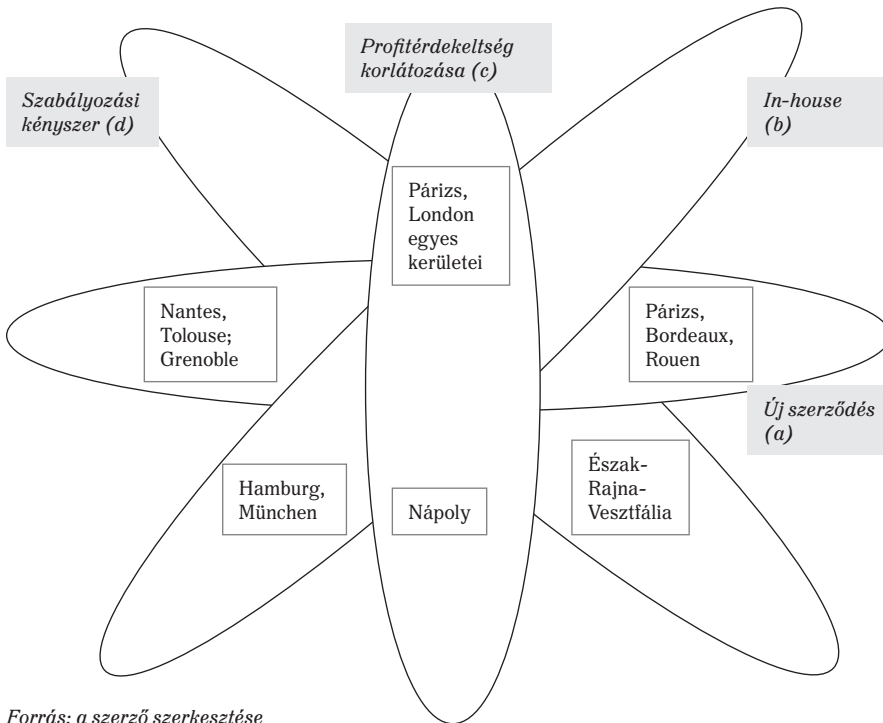 Profitérdekeltség
korlátozása (c)
Szabályozási
kényszer (d)
In-house
(b)
Párizs,
London
egyes
kerületei
Nantes,
Tolouse;
Grenoble
Párizs,
Bordeaux,
Rouen
Új szerződés
(a)
Hamburg,
München
Nápoly
Észak-
Rajna-
Vesztfália
Forrás: a szerző szerkesztése